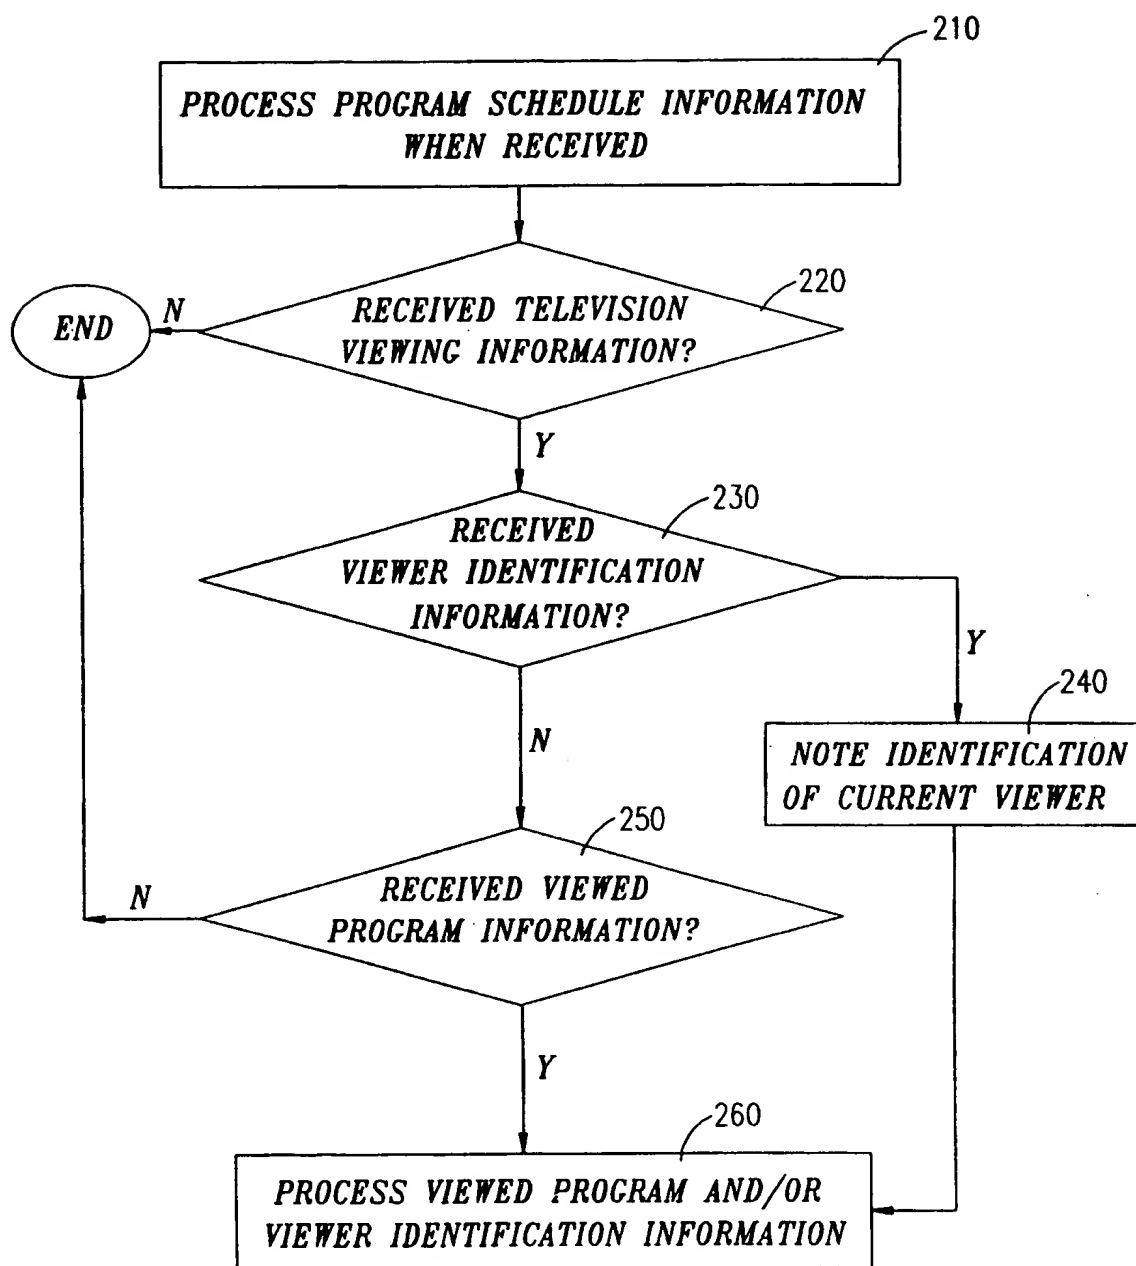 210
PROCESS PROGRAM SCHEDULE INFORMATION
WHEN RECEIVED
220
RECEIVED TELEVISION
VIEWING INFORMATION?
N
END
Y
230
RECEIVED
VIEWER IDENTIFICATION
INFORMATION?
Y
240
NOTE IDENTIFICATION
OF CURRENT VIEWER
N
250
RECEIVED VIEWED
PROGRAM INFORMATION?
N
Y
260
PROCESS VIEWED PROGRAM AND/OR
VIEWER IDENTIFICATION INFORMATION